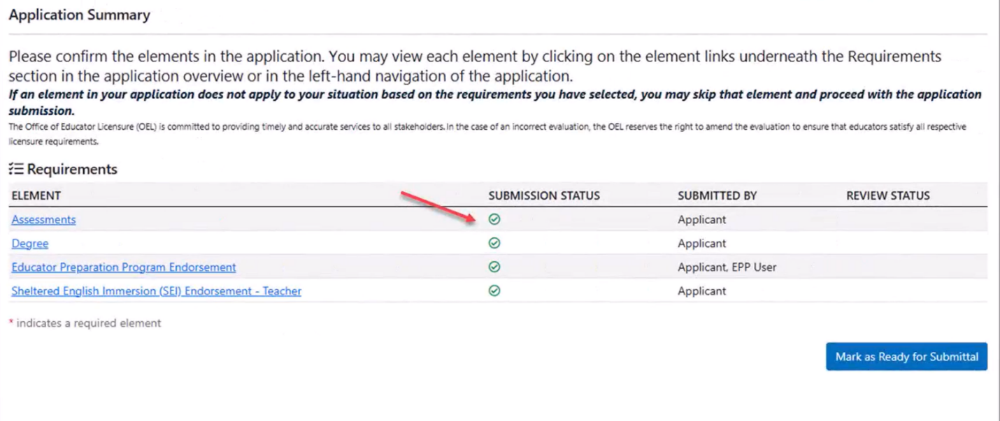 Application Summary
Please confirm the elements in the application. You may view each element by clicking on the element links underneath the Requirements
section in the application overview or in the left-hand navigation of the application.
If an element in your application does not apply to your situation based on the requirements you have selected, you may skip that element and proceed with the application
submission.
The Office of Educator Licensure (OEL) is committed to providing timely and accurate services to all stakeholders. In the case of an incorrect evaluation, the OEL reserves the right to amend the evaluation to ensure that educators satisfy all respective
licensure requirements.
Requirements
ELEMENT SUBMISSION STATUS SUBMITTED BY REVIEW STATUS
Assessments Applicant
Degree Applicant
Educator Preparation Program Endorsement Applicant, EPP User
Sheltered English Immersion (SEI) Endorsement - Teacher Applicant
* indicates a required element
Mark as Ready for Submittal